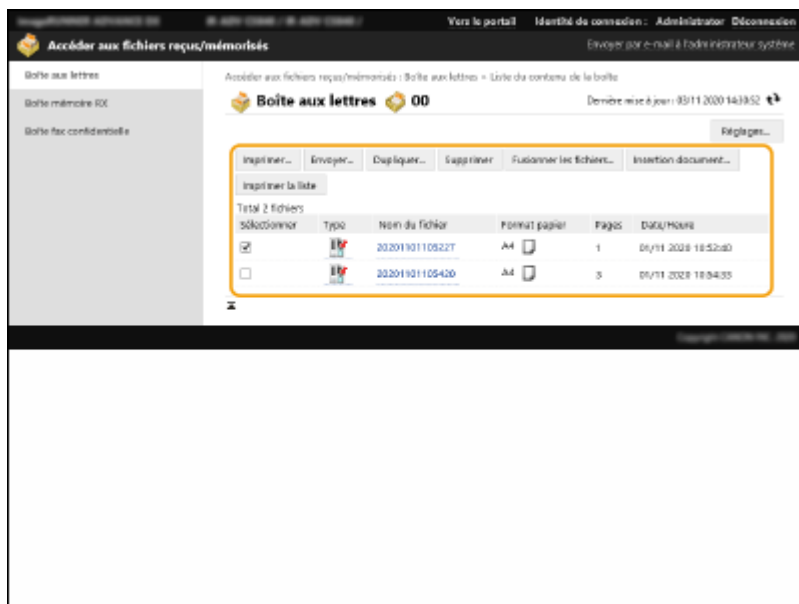 Vers le portail Identité de connexion : Administrator Déconnexion
Accéder aux fichiers reçus/mémorisés Envoyer par e-mail à l'administrateur système
Boîte aux lettres
Boîte mémoire RX
Boîte fax confidentielle
Accéder aux fichiers reçus/mémorisés : Boîte aux lettres > Liste du contenu de la boîte
Boîte aux lettres 00 Dernière mise à jour : 03/11 2020 14:39:52
Réglages...
Imprimer... Envoyer... Dupliquer... Supprimer Fusionner les fichiers... Insertion document...
Imprimer la liste
Total 2 fichiers
Sélectionner Type Nom du fichier Format papier Pages Date/Heure
20201101105227 A4 1 01/11 2020 10:52:40
20201101105420 A4 3 01/11 2020 10:54:33